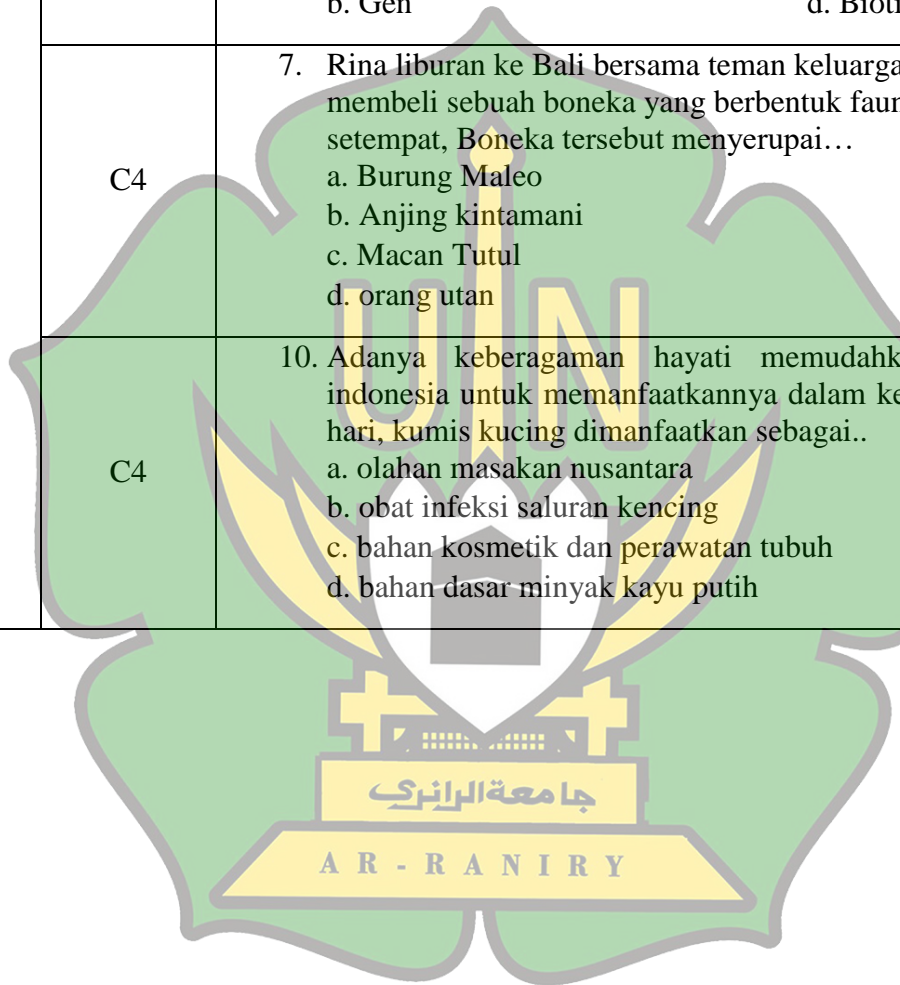 b. Gen d.
7. Rina liburan ke Bali bersama teman keluarga
membeli sebuah boneka yang berbentuk
setempat, Boneka tersebut menyerupai…
C4
a. Burung Maleo
b. Anjing kintamani
c. Macan Tutul
d. orang utan
10. Adanya keberagaman hayati
indonesia untuk memanfaatkannya dalam
hari, kumis kucing dimanfaatkan sebagai..
C4
a. olahan masakan nusantara
b. obat infeksi saluran kencing
c. bahan kosmetik dan perawatan tubuh
d. bahan dasar minyak kayu putih
UIN
جامعة الرانري
AR-RANIRY